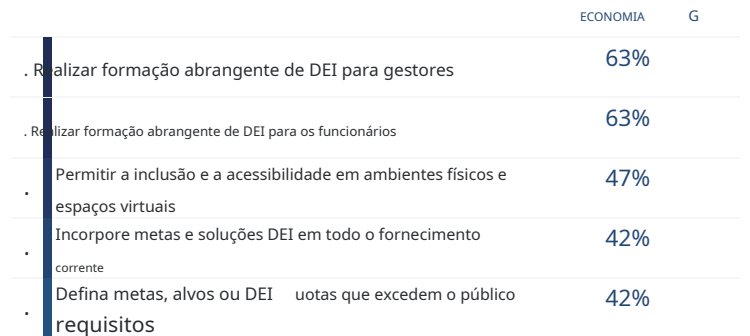 ECONOMIA G
. Realizar formação abrangente de DEI para gestores 63%
. Realizar formação abrangente de DEI para os funcionários 63%
Permitir a inclusão e a acessibilidade em ambientes físicos e 47%
.
espaços virtuais
Incorpore metas e soluções DEI em todo o fornecimento 42%
.
corrente
Defina metas, alvos ou DEI uotas que excedem o público 42%
.
requisitos